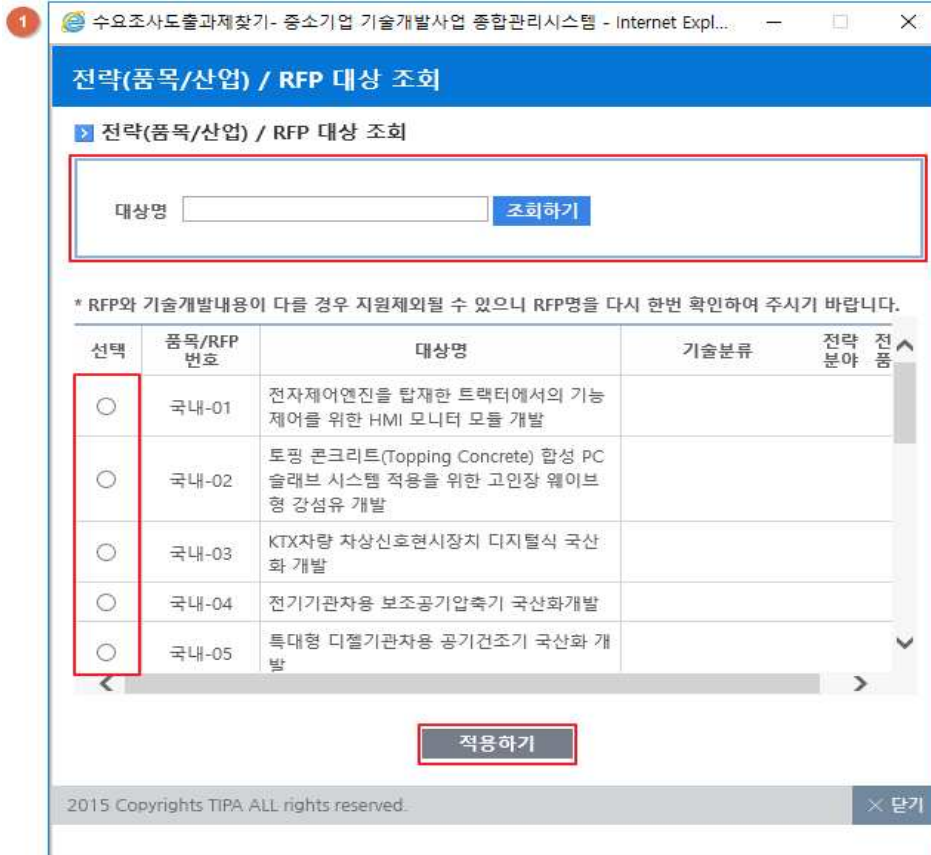 1
수요조사도출과제찾기- 중소기업 기술개발사업 종합관리시스템 - Internet Expl...
전략(품목/산업) / RFP 대상 조회
전략(품목/산업) / RFP 대상 조회
대상명 조회하기
* RFP와 기술개발내용이 다를 경우 지원제외될 수 있으니 RFP명을 다시 한번 확인하여 주시기 바랍니다.
선택 품목/RFP 번호 대상명 기술분류 전략 분야 전 품
국내-01 전자제어엔진을 탑재한 트랙터에서의 기능
제어를 위한 HMI 모니터 모듈 개발
토핑 콘크리트(Topping Concrete) 합성 PC
국내-02 슬래브 시스템 적용을 위한 고인장 웨이브
형 강섬유 개발
국내-03 KTX차량 차상신호현시장치 디지털식 국산
화 개발
국내-04 전기기관차용 보조공기압축기 국산화개발
국내-05 특대형 디젤기관차용 공기건조기 국산화 개
발
적용하기
2015 Copyrights TIPA ALL rights reserved. 닫기